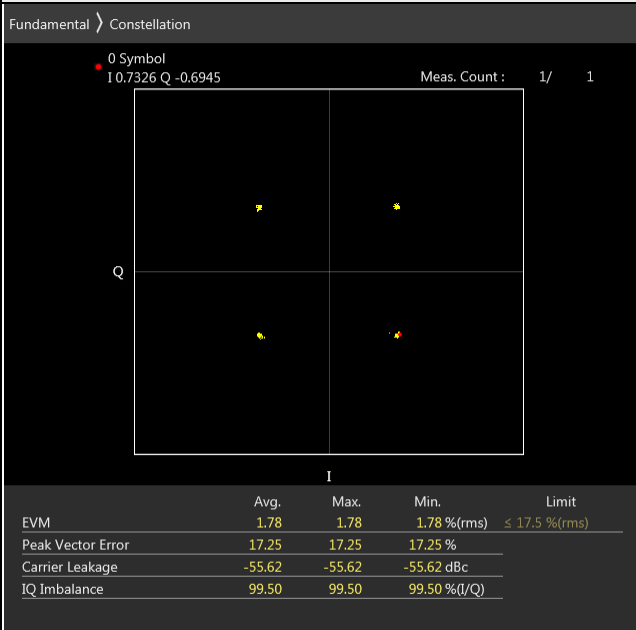 Fundamental 〉 Constellation
0 Symbol
I 0.7326 Q -0.6945
Meas. Count : 1/ 1
Q
I
Avg. Max. Min. Limit
EVM 1.78 1.78 1.78 %(rms) ≤ 17.5 %(rms)
Peak Vector Error 17.25 17.25 17.25 %
Carrier Leakage -55.62 -55.62 -55.62 dBc
IQ Imbalance 99.50 99.50 99.50 %(I/Q)